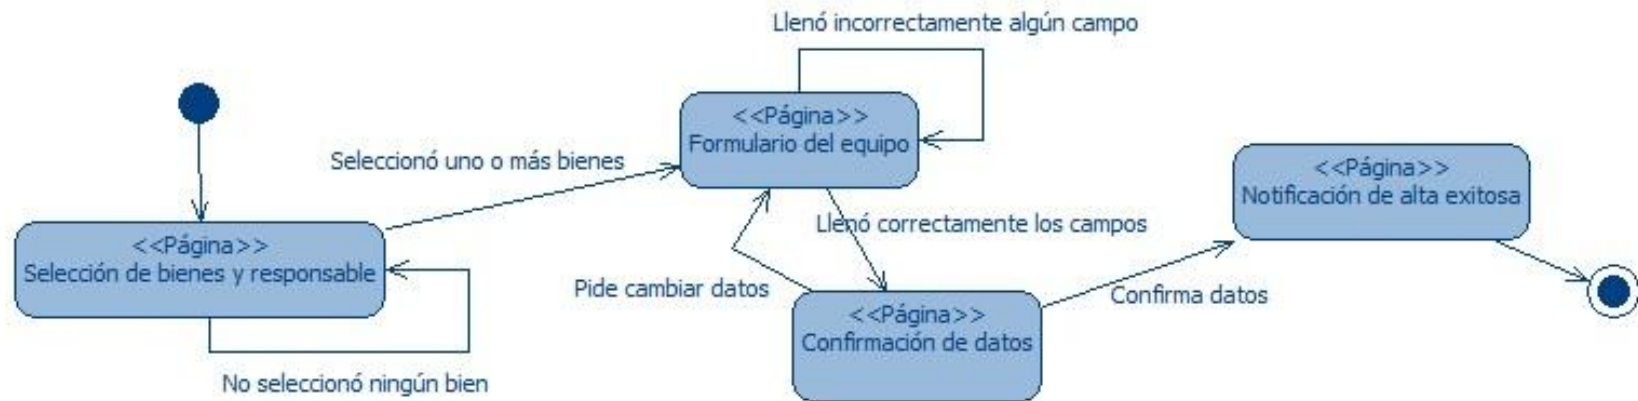 Llenó incorrectamente algún campo
<<Página>>
Formulario del equipo
Seleccionó uno o más bienes
<<Página>>
Notificación de alta exitosa
Llenó correctamente los campos
<<Página>>
Selección de bienes y responsable
Pide cambiar datos
Confirma datos
<<Página>>
Confirmación de datos
No seleccionó ningún bien